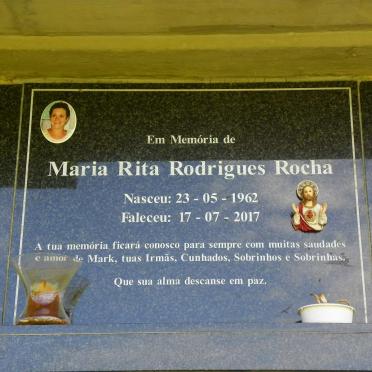 Em Memória de
Maria Rita Rodrigues Rocha
Nasceu: 23 - 05 - 1962
Faleceu: 17 - 07 - 2017
A tua memória ficará conosco para sempre com muitas saudades
e amor de Mark, tuas Irmãs, Cunhados, Sobrinhos e Sobrinhas.
Que sua alma descanse em paz.